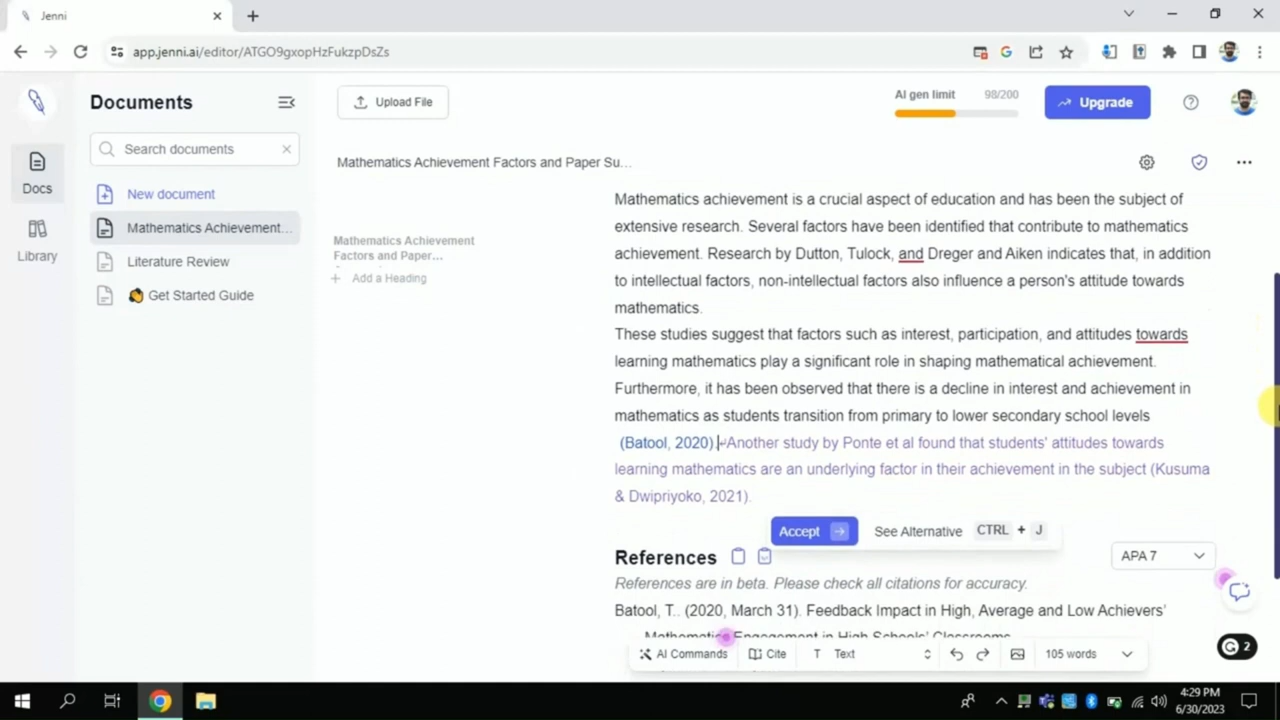 Jenni
app.jenni.ai/editor/ATGO9gxopHzFukzpDsZs
Documents
Upload File
AI gen limit 98/200
Upgrade
Search documents
Docs
Library
New document
Mathematics Achievement...
Literature Review
Get Started Guide
Mathematics Achievement Factors and Paper Su...
Mathematics Achievement
Factors and Paper...
Add a Heading
Mathematics achievement is a crucial aspect of education and has been the subject of
extensive research. Several factors have been identified that contribute to mathematics
achievement. Research by Dutton, Tulock, and Dreger and Aiken indicates that, in addition
to intellectual factors, non-intellectual factors also influence a person's attitude towards
mathematics.
These studies suggest that factors such as interest, participation, and attitudes towards
learning mathematics play a significant role in shaping mathematical achievement.
Furthermore, it has been observed that there is a decline in interest and achievement in
mathematics as students transition from primary to lower secondary school levels
(Batool, 2020). Another study by Ponte et al found that students' attitudes towards
learning mathematics are an underlying factor in their achievement in the subject (Kusuma
& Dwipriyoko, 2021).
Accept
See Alternative CTRL + J
References
APA 7
References are in beta. Please check all citations for accuracy.
Batool, T.. (2020, March 31). Feedback Impact in High, Average and Low Achievers'
Mathematics Engagement in High Schools' Classrooms
AI Commands
Cite
T Text
105 words
2
4:29 PM
6/30/2023